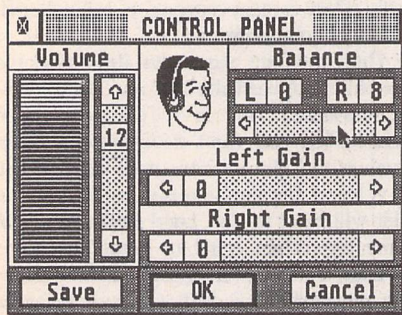 CONTROL PANEL
Volume
Balance
L 0 R 8
12
Left Gain
0
Right Gain
0
Save
OK
Cancel